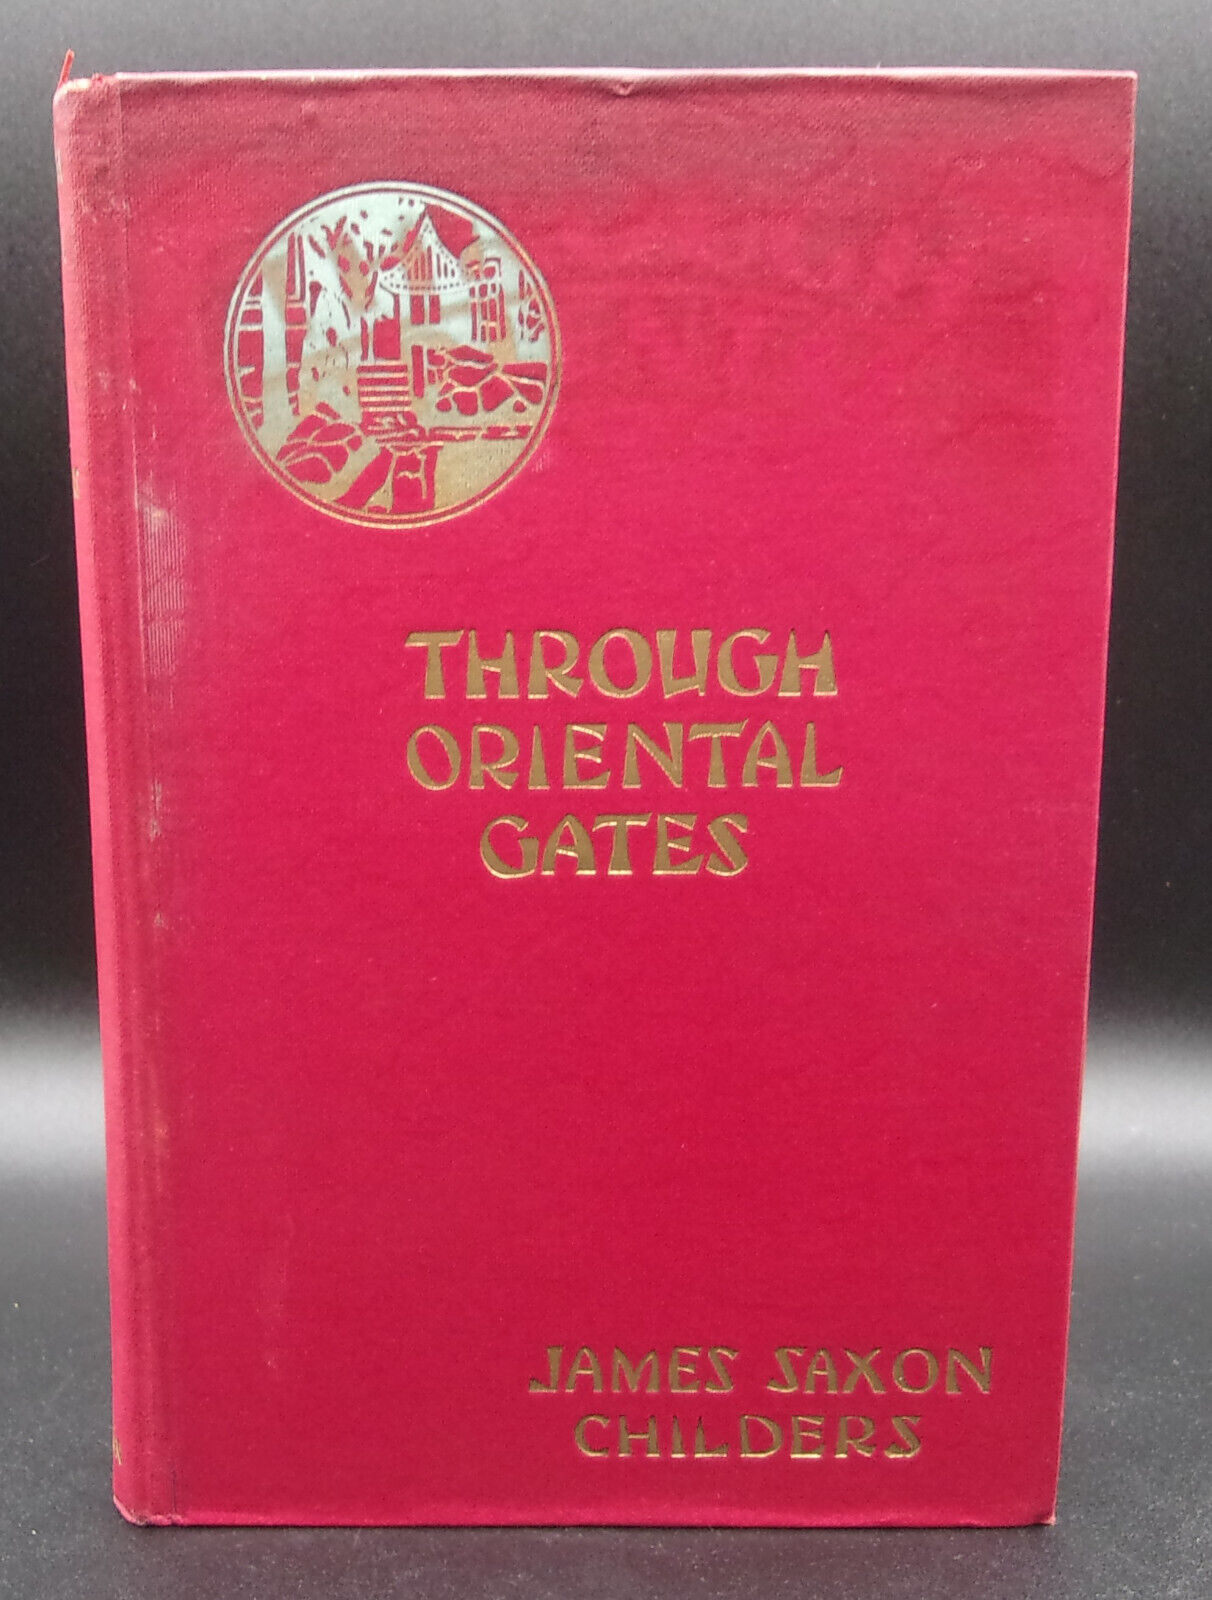 THROUGH
ORIENTAL
GATES
JAMES SAXON
CHILDERS